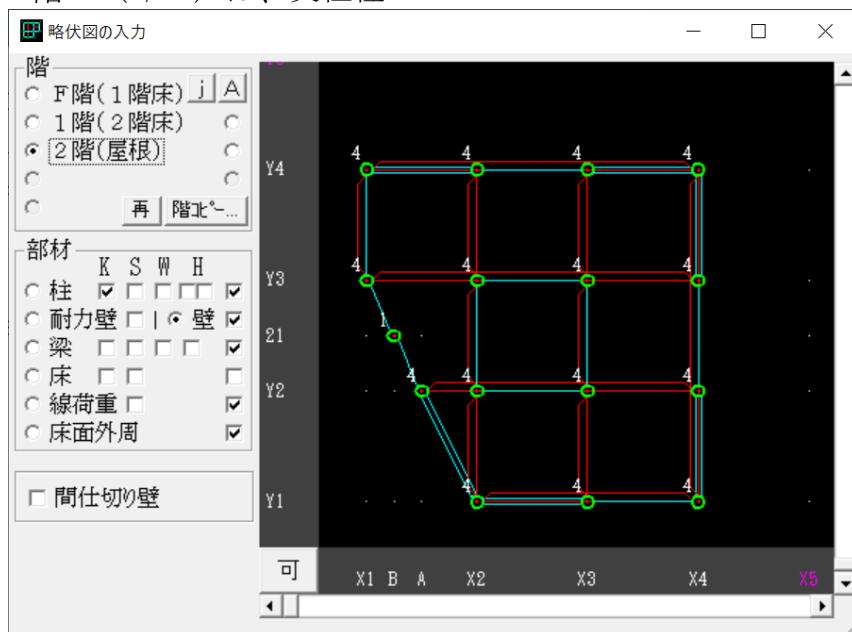 略伏図の入力
階
F階(1階床) j A
1階(2階床)
2階(屋根)
再 階コピー...
部材
K S W H
柱
耐力壁 | 壁
梁
床
線荷重
床面外周
間仕切り壁
可
Y4
Y3
21
Y2
Y1
4 4 4 4
4 4 4 4
1
4 4 4 4
4 4 4
X1 B A X2 X3 X4 X5